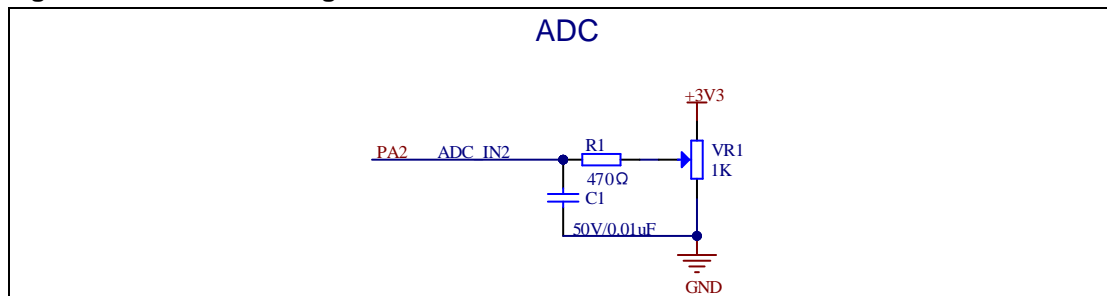 ADC
+3V3
PA2 ADC_IN2
R1
VR1
1K
470Ω
C1
50V/0.01uF
GND